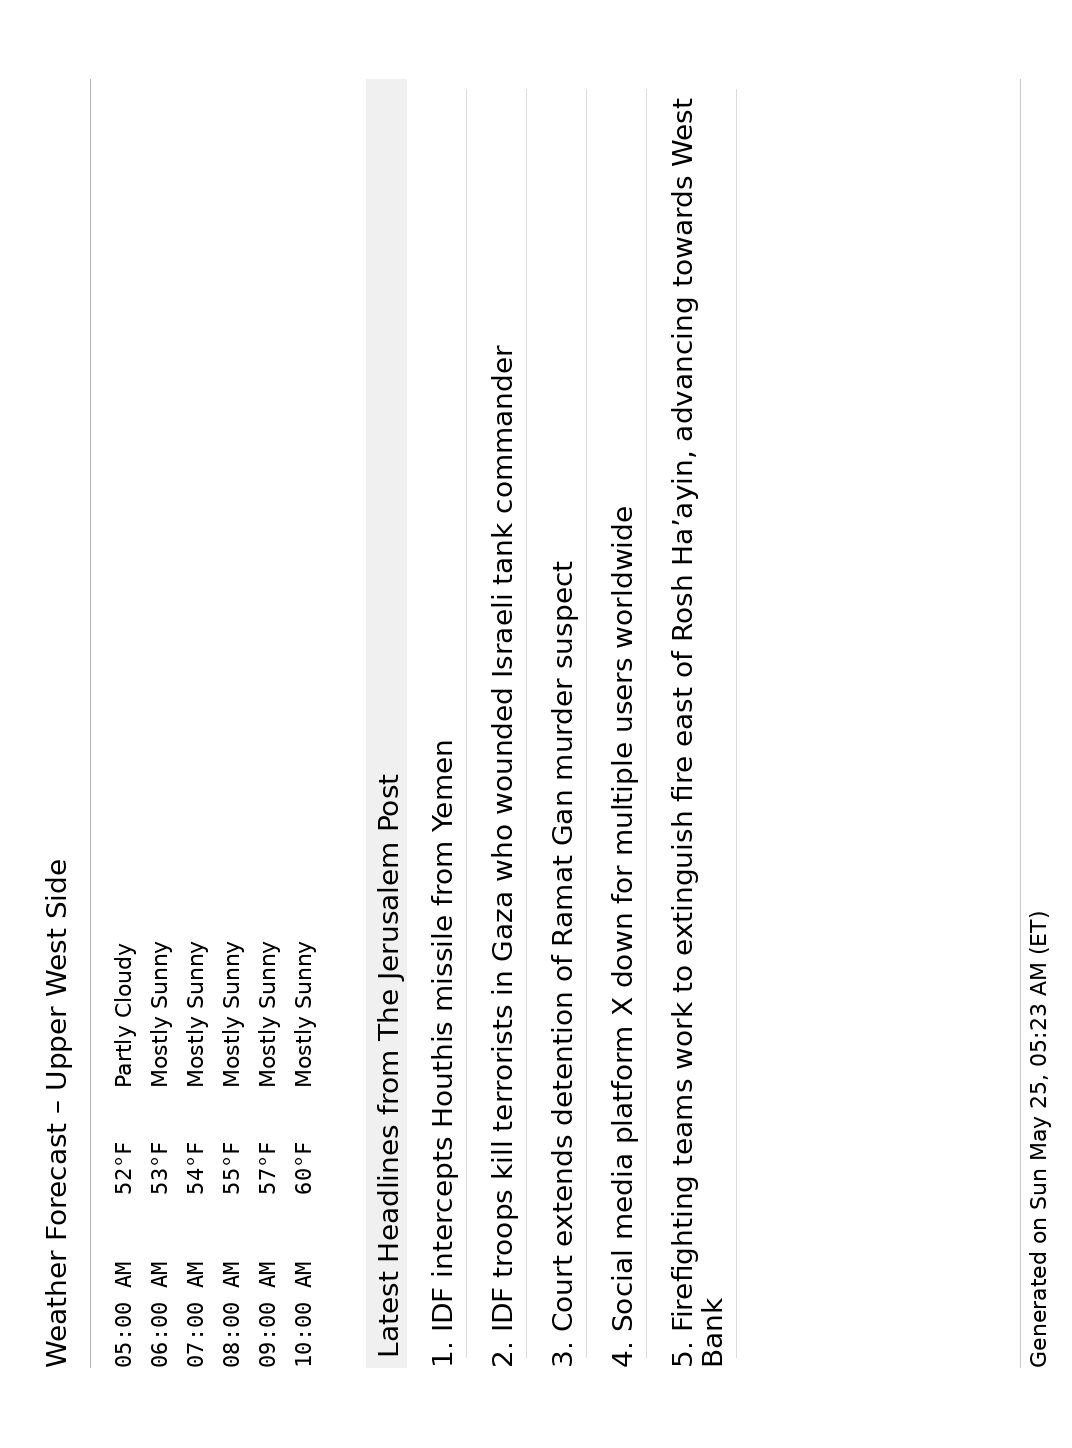 Weather Forecast – Upper West Side
05:00 AM 52°F Partly Cloudy
06:00 AM 53°F Mostly Sunny
07:00 AM 54°F Mostly Sunny
08:00 AM 55°F Mostly Sunny
09:00 AM 57°F Mostly Sunny
10:00 AM 60°F Mostly Sunny
Latest Headlines from The Jerusalem Post
1. IDF intercepts Houthis missile from Yemen
2. IDF troops kill terrorists in Gaza who wounded Israeli tank commander
3. Court extends detention of Ramat Gan murder suspect
4. Social media platform X down for multiple users worldwide
5. Firefighting teams work to extinguish fire east of Rosh Ha’ayin, advancing towards West
Bank
Generated on Sun May 25, 05:23 AM (ET)